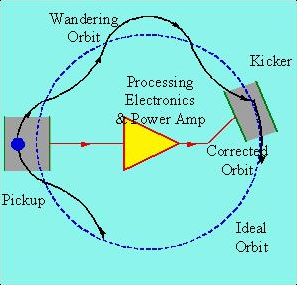 Wandering
Orbit
Kicker
Processing
Electronics
& Power Amp
Corrected
Orbit
Pickup
Ideal
Orbit